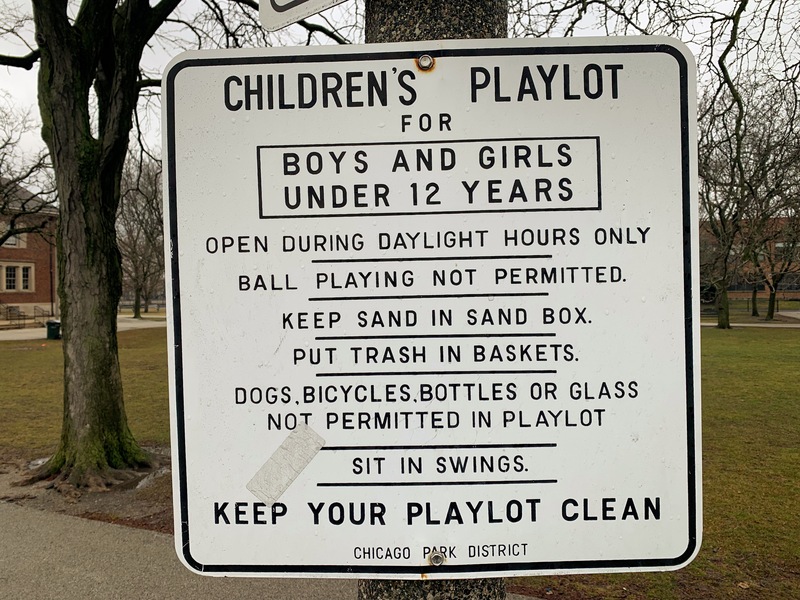 CHILDREN'S PLAYLOT
FOR
BOYS AND GIRLS
UNDER 12 YEARS
OPEN DURING DAYLIGHT HOURS ONLY
BALL PLAYING NOT PERMITTED.
KEEP SAND IN SAND BOX.
PUT TRASH IN BASKETS.
DOGS,BICYCLES,BOTTLES OR GLASS
NOT PERMITTED IN PLAYLOT
SIT IN SWINGS.
KEEP YOUR PLAYLOT CLEAN
CHICAGO PARK DISTRICT